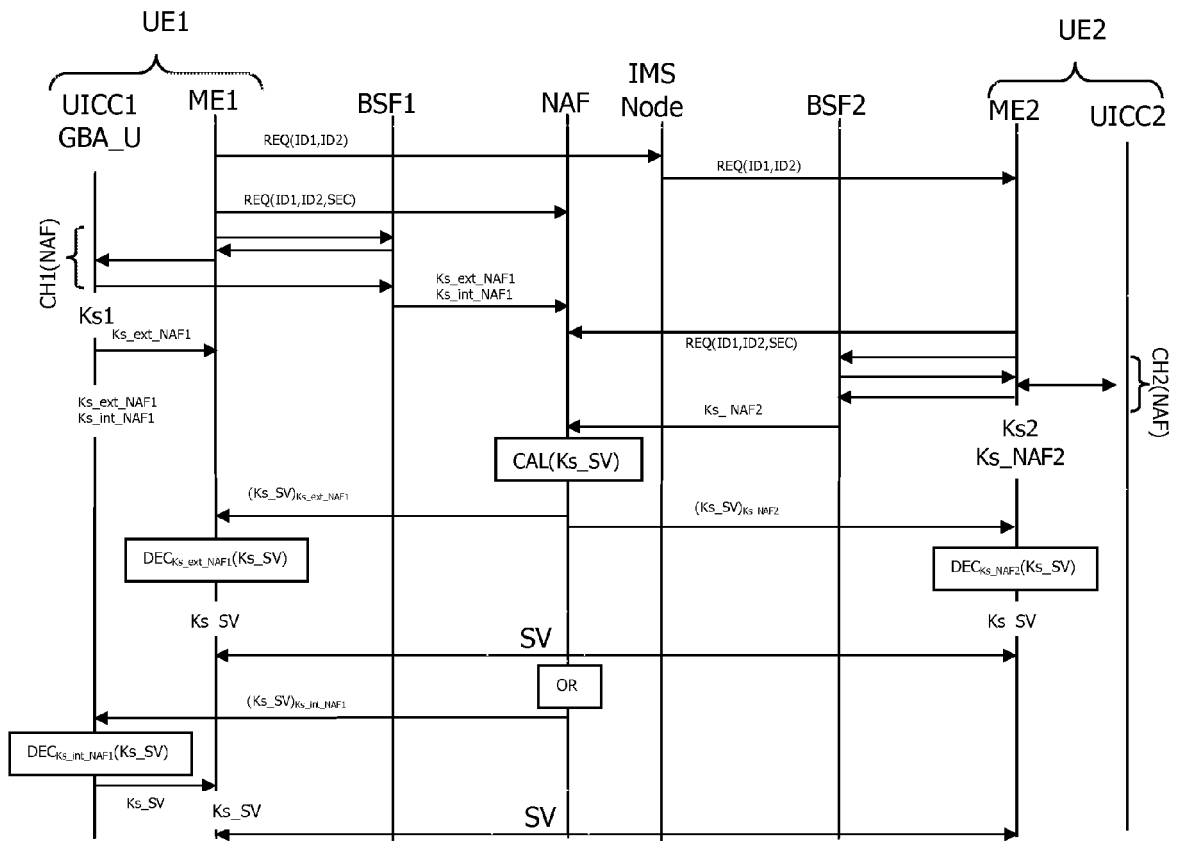 UE1
UE2
UICC1
GBA_U
ME1
BSF1
NAF
IMS
Node
BSF2
ME2
UICC2
REQ(ID1,ID2)
REQ(ID1,ID2)
REQ(ID1,ID2,SEC)
CH1(NAF)
Ks_ext_NAF1
Ks_int_NAF1
Ks1
Ks_ext_NAF1
REQ(ID1,ID2,SEC)
CH2(NAF)
Ks_ext_NAF1
Ks_int_NAF1
Ks_ NAF2
Ks2
Ks_NAF2
CAL(Ks_SV)
(Ks_SV)Ks_ext_NAF1
(Ks_SV)Ks_NAF2
DECKs_ext_NAF1(Ks_SV)
DECKs_NAF2(Ks_SV)
Ks_SV
Ks_SV
SV
OR
(Ks_SV)Ks_int_NAF1
DECKs_int_NAF1(Ks_SV)
Ks_SV
Ks_SV
SV